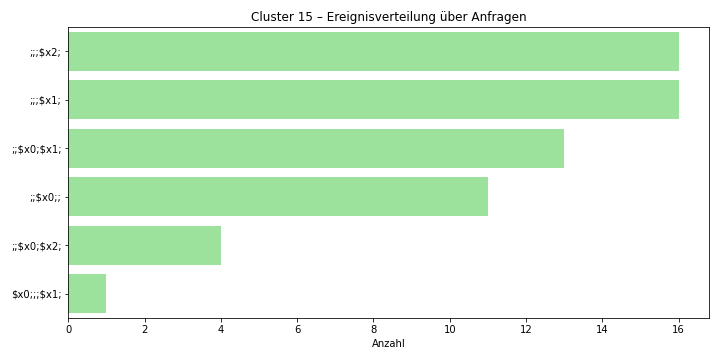 Cluster 15 – Ereignisverteilung über Anfragen
;;;$x2;
;;;$x1;
;;$x0;$x1;
;;$x0;;
;;$x0;$x2;
$x0;;;$x1;
0 2 4 6 8 10 12 14 16
Anzahl